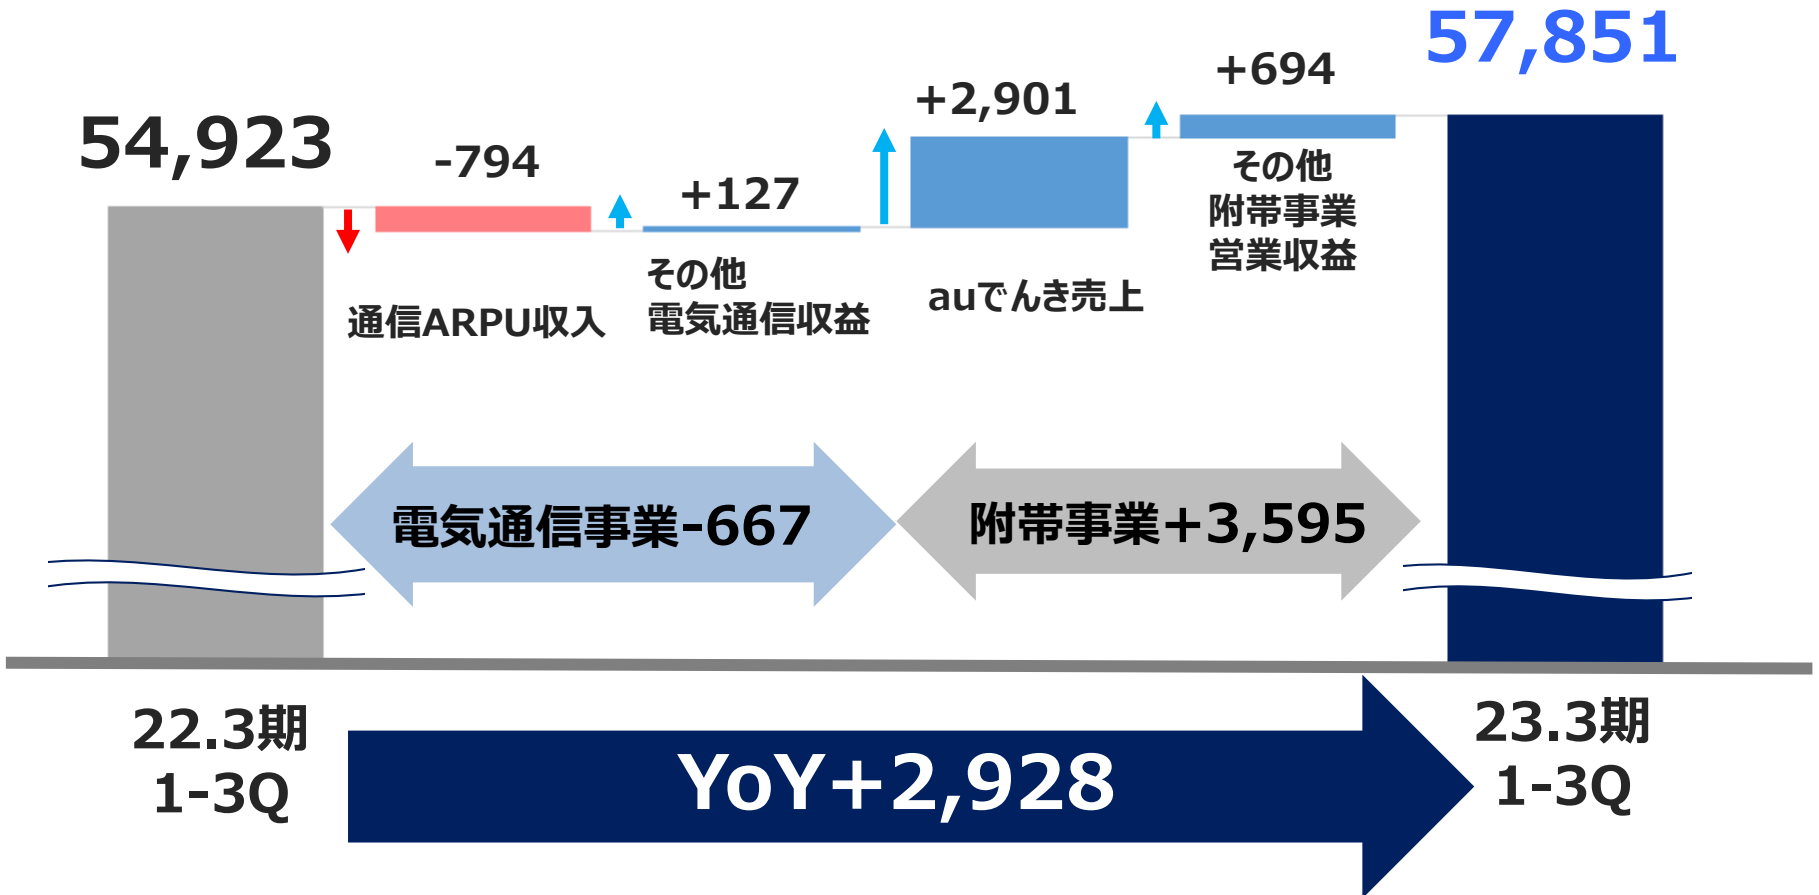 54,923
-794
+127
+2,901
+694
57,851
通信ARPU収入
その他
電気通信収益
auでんき売上
その他
附帯事業
営業収益
電気通信事業-667
附帯事業+3,595
22.3期
1-3Q
YoY+2,928
23.3期
1-3Q